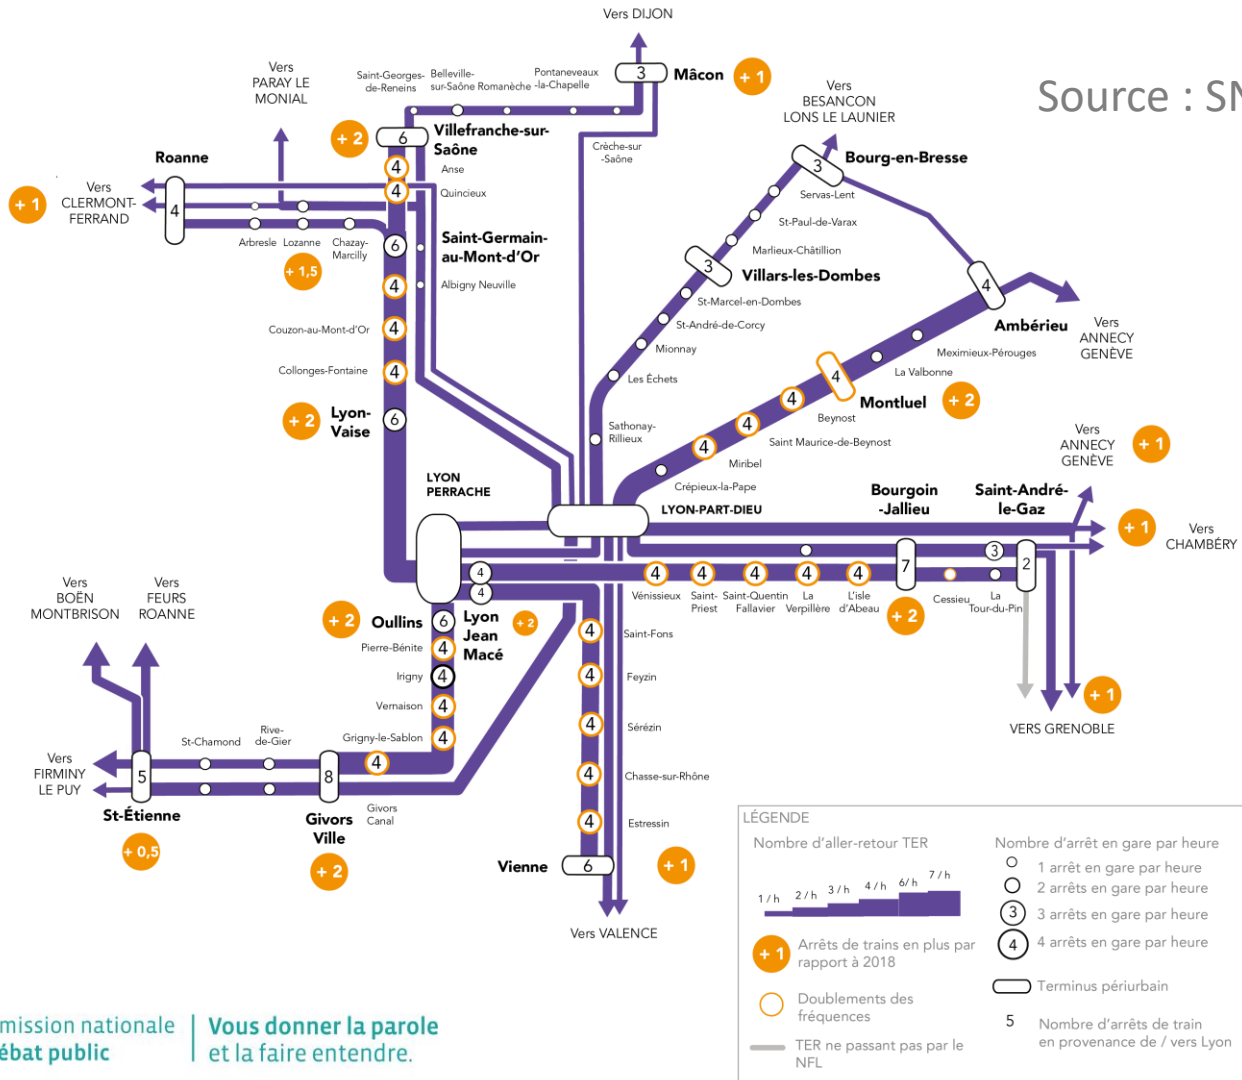 Vers DIJON
Source : SN
Vers
PARAY LE
MONIAL
Saint-Georges-
de-Reneins
Belleville-
sur-Saône
Romanèche
Pontaneveaux
-la-Chapelle
3
Mâcon
+ 1
Vers
BESANCON
LONS LE LAUNIER
+ 2
6
Villefranche-sur-
Saône
Crèche-sur
-Saône
3
Bourg-en-Bresse
Roanne
4
Anse
4
Quincieux
Servas-Lent
Vers
CLERMONT-
FERRAND
+ 1
4
St-Paul-de-Varax
Arbresle
Lozanne
Chazay-
Marcilly
6
Saint-Germain-
au-Mont-d'Or
Marlieux-Châtillion
+ 1,5
3
Villars-les-Dombes
4
Albigny Neuville
4
St-Marcel-en-Dombes
Ambérieu
Vers
ANNECY
GENÈVE
Couzon-au-Mont-d'Or
4
St-André-de-Corcy
Mionnay
Meximieux-Pérouges
Collonges-Fontaine
4
Les Échets
La Valbonne
4
Montluel
+ 2
+ 2
Lyon-
Vaise
6
4
Beynost
Sathonay-
Rillieux
4
Saint Maurice-de-Beynost
4
Miribel
Crépieux-la-Pape
Vers
ANNECY
GENÈVE
+ 1
LYON
PERRACHE
LYON-PART-DIEU
Bourgoin
-Jallieu
Saint-André-
le-Gaz
+ 1
Vers
CHAMBÉRY
3
4
4
4
4
4
4
4
7
2
Vénissieux
Saint-
Priest
Saint-Quentin
Fallavier
La
Verpillère
L'isle
d'Abeau
Cessieu
La
Tour-du-Pin
+ 2
Vers
BOËN
MONTBRISON
Vers
FEURS
ROANNE
4
+ 2
Oullins
6
Lyon
Jean
Macé
+ 2
4
Saint-Fons
Pierre-Bénite
4
Irigny
4
4
Feyzin
Vernaison
4
+ 1
4
Sérézin
VERS GRENOBLE
Grigny-le-Sablon
4
St-Chamond
Rive-
de-Gier
4
Vers
FIRMINY
LE PUY
5
8
4
Chasse-sur-Rhône
St-Étienne
Givors
Ville
Givors
Canal
4
Estressin
+ 0,5
+ 2
Vienne
6
+ 1
Vers VALENCE
LÉGENDE
Nombre d'aller-retour TER
1 / h
2 / h
3 / h
4 / h
6/ h
7 / h
+ 1
Arrêts de trains en plus par
rapport à 2018
Doublements des
fréquences
TER ne passant pas par le
NFL
Nombre d'arrêt en gare par heure
1 arrêt en gare par heure
2 arrêts en gare par heure
3
3 arrêts en gare par heure
4
4 arrêts en gare par heure
Terminus périurbain
5
Nombre d'arrêts de train
en provenance de / vers Lyon
mission nationale
ébat public
Vous donner la parole
et la faire entendre.